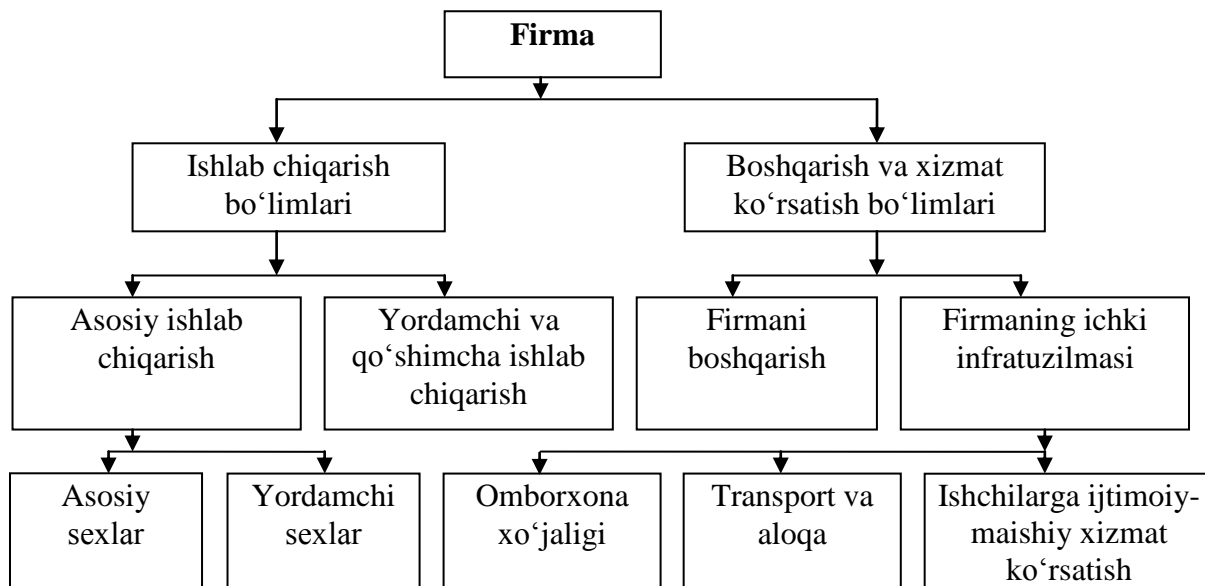 Firma
Ishlab chiqarish
bo‘limlari
Boshqarish va xizmat
ko‘rsatish bo‘limlari
Asosiy ishlab
chiqarish
Yordamchi va
qo‘shimcha ishlab
chiqarish
Firmani
boshqarish
Firmaning ichki
infratuzilmasi
Asosiy
sexlar
Yordamchi
sexlar
Omborxona
xo‘jaligi
Transport va
aloqa
Ishchilarga ijtimoiy-
maishiy xizmat
ko‘rsatish